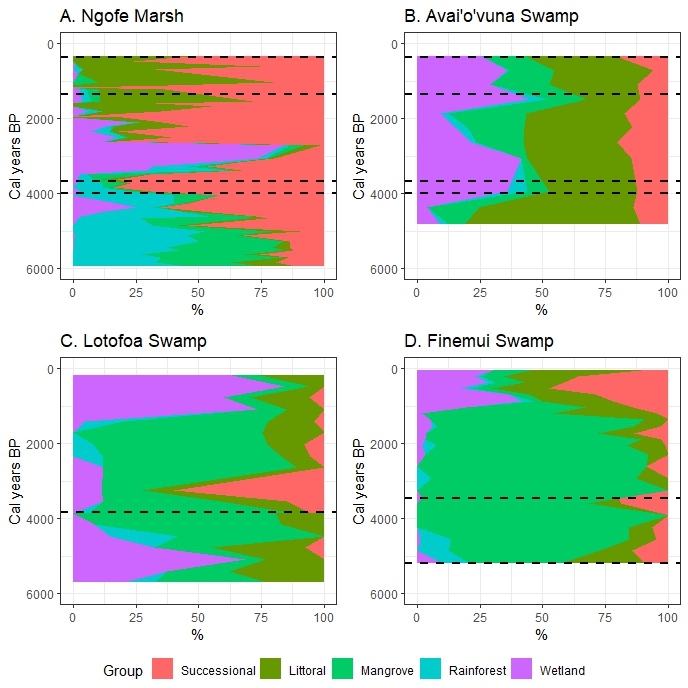 A. Ngofe Marsh
B. Avai'o'vuna Swamp
0
2000
4000
6000
Cal years BP
0
2000
4000
6000
Cal years BP
0 25 50 75 100
%
0 25 50 75 100
%
C. Lotofoa Swamp
D. Finemui Swamp
0
2000
4000
6000
Cal years BP
0
2000
4000
6000
Cal years BP
0 25 50 75 100
%
0 25 50 75 100
%
Group Successional Littoral Mangrove Rainforest Wetland